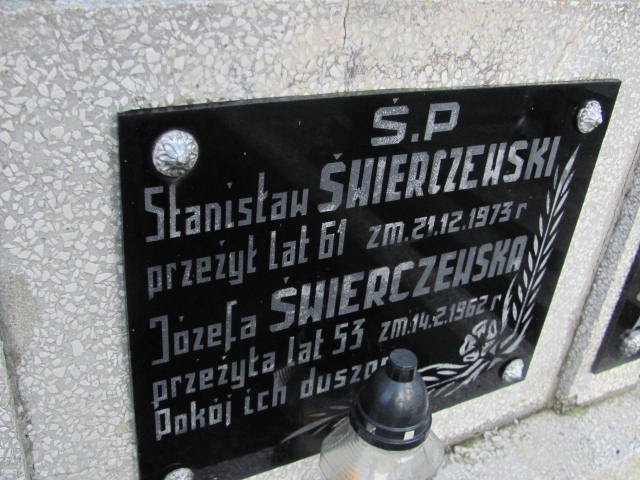 Ś.P
Stanisław ŚWIERCZEWSKI
przeżył lat 61 zm. 21.12.1973 r
Józefa ŚWIERCZEWSKA
przeżyła lat 53 zm. 14.2.1962 r
Pokój ich duszom